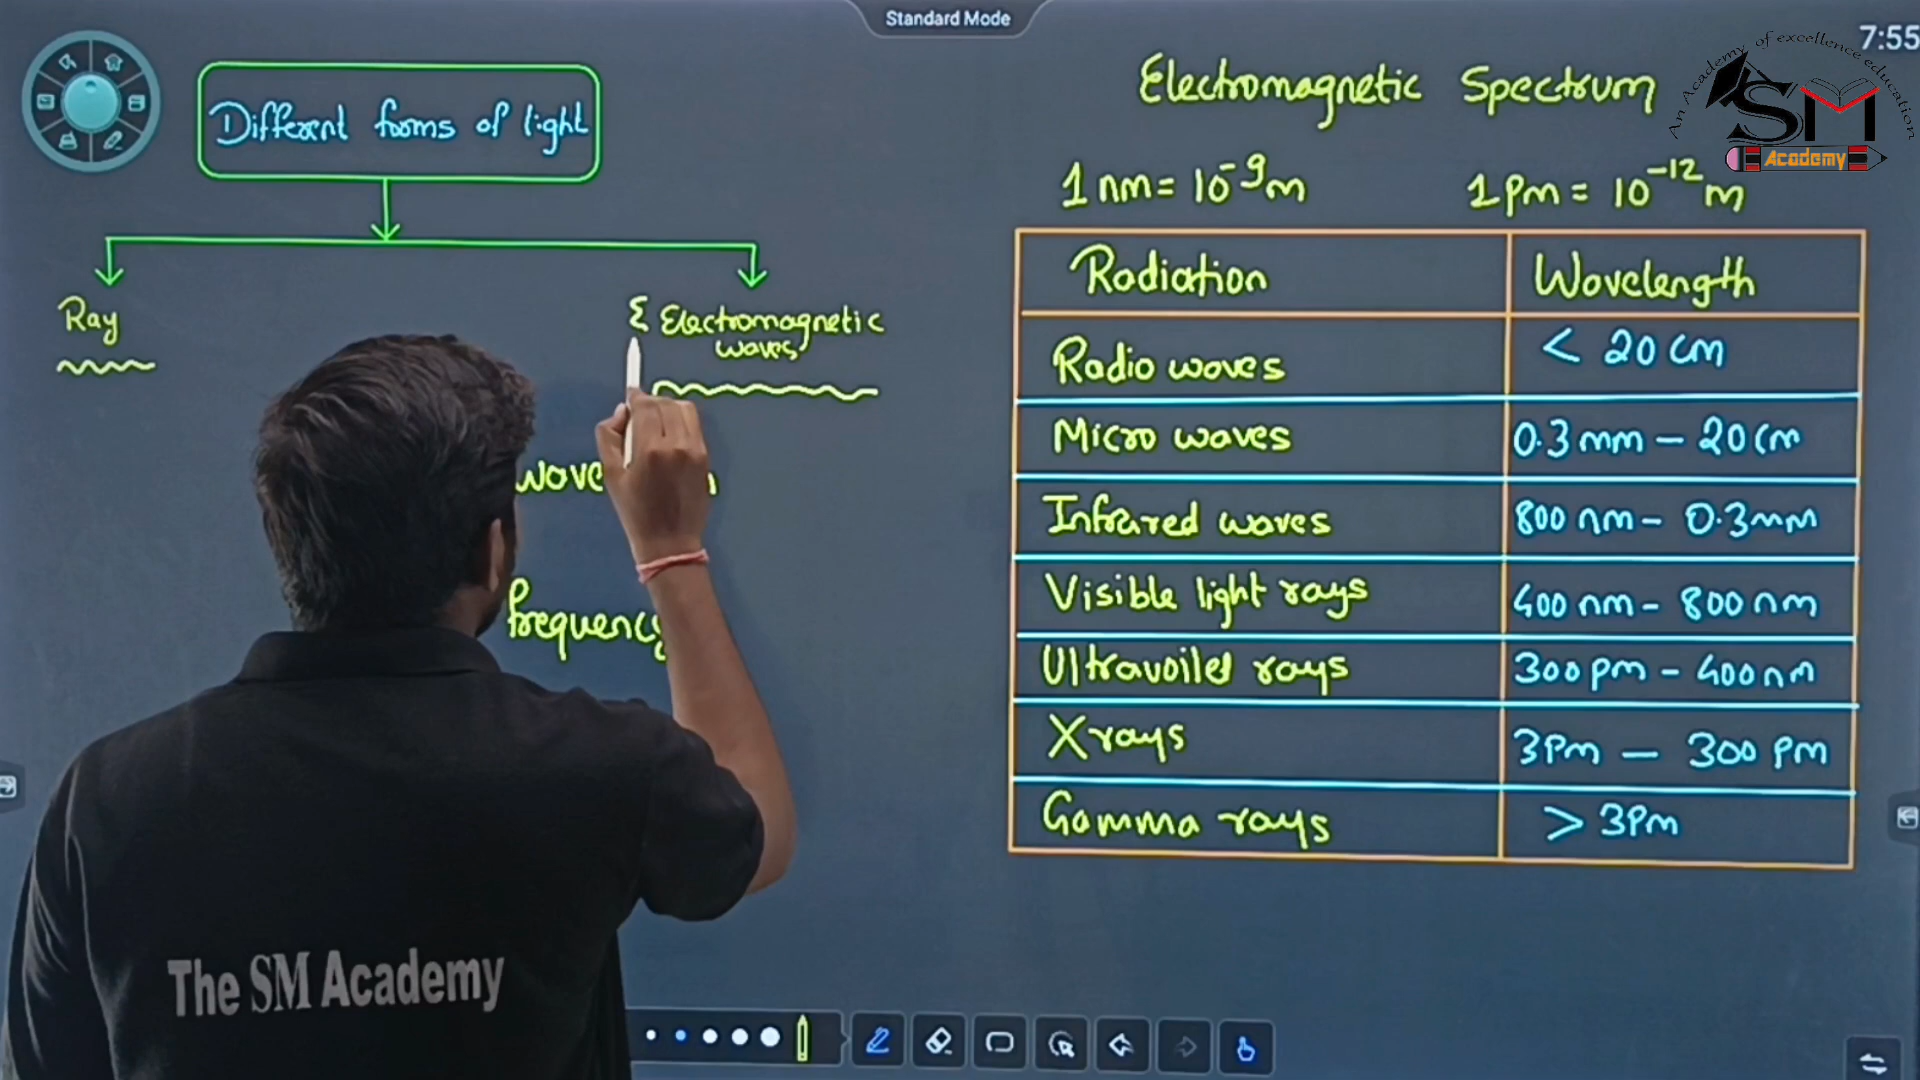 Standard Mode
7:55
An Academy of excellence education
SM
Academy
Different forms of light
Ray
Electromagnetic
waves
frequency
The SM Academy
Electromagnetic Spectrum
1 nm = 10⁻⁹m 1 pm = 10⁻¹² m
Radiation Wavelength
Radio waves < 20 cm
Micro waves 0.3 mm – 20 cm
Infrared waves 800 nm – 0.3mm
Visible light rays 400 nm – 800 nm
Ultravoilet rays 300 pm – 400 nm
X rays 3 Pm – 300 pm
Gamma rays > 3 Pm